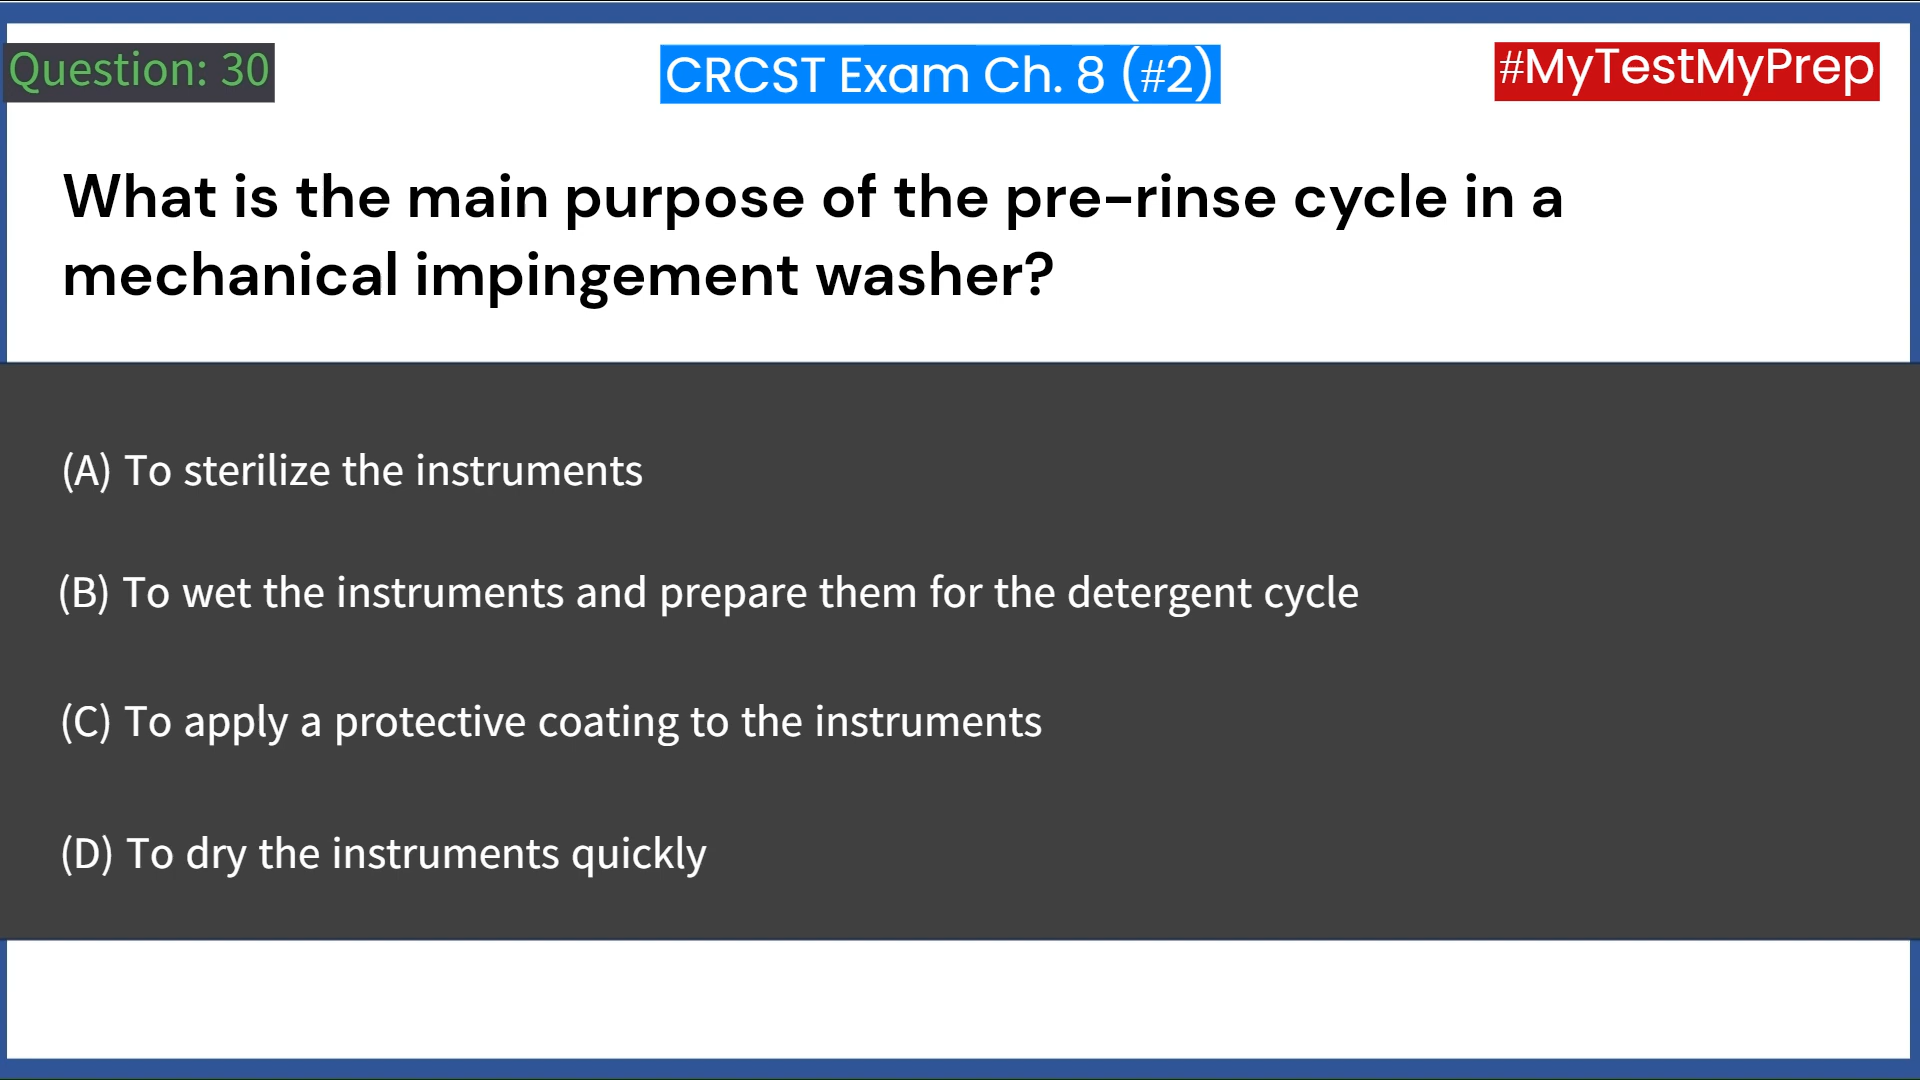 Question: 30
CRCST Exam Ch. 8 (#2)
#MyTestMyPrep
What is the main purpose of the pre-rinse cycle in a
mechanical impingement washer?
(A) To sterilize the instruments
(B) To wet the instruments and prepare them for the detergent cycle
(C) To apply a protective coating to the instruments
(D) To dry the instruments quickly